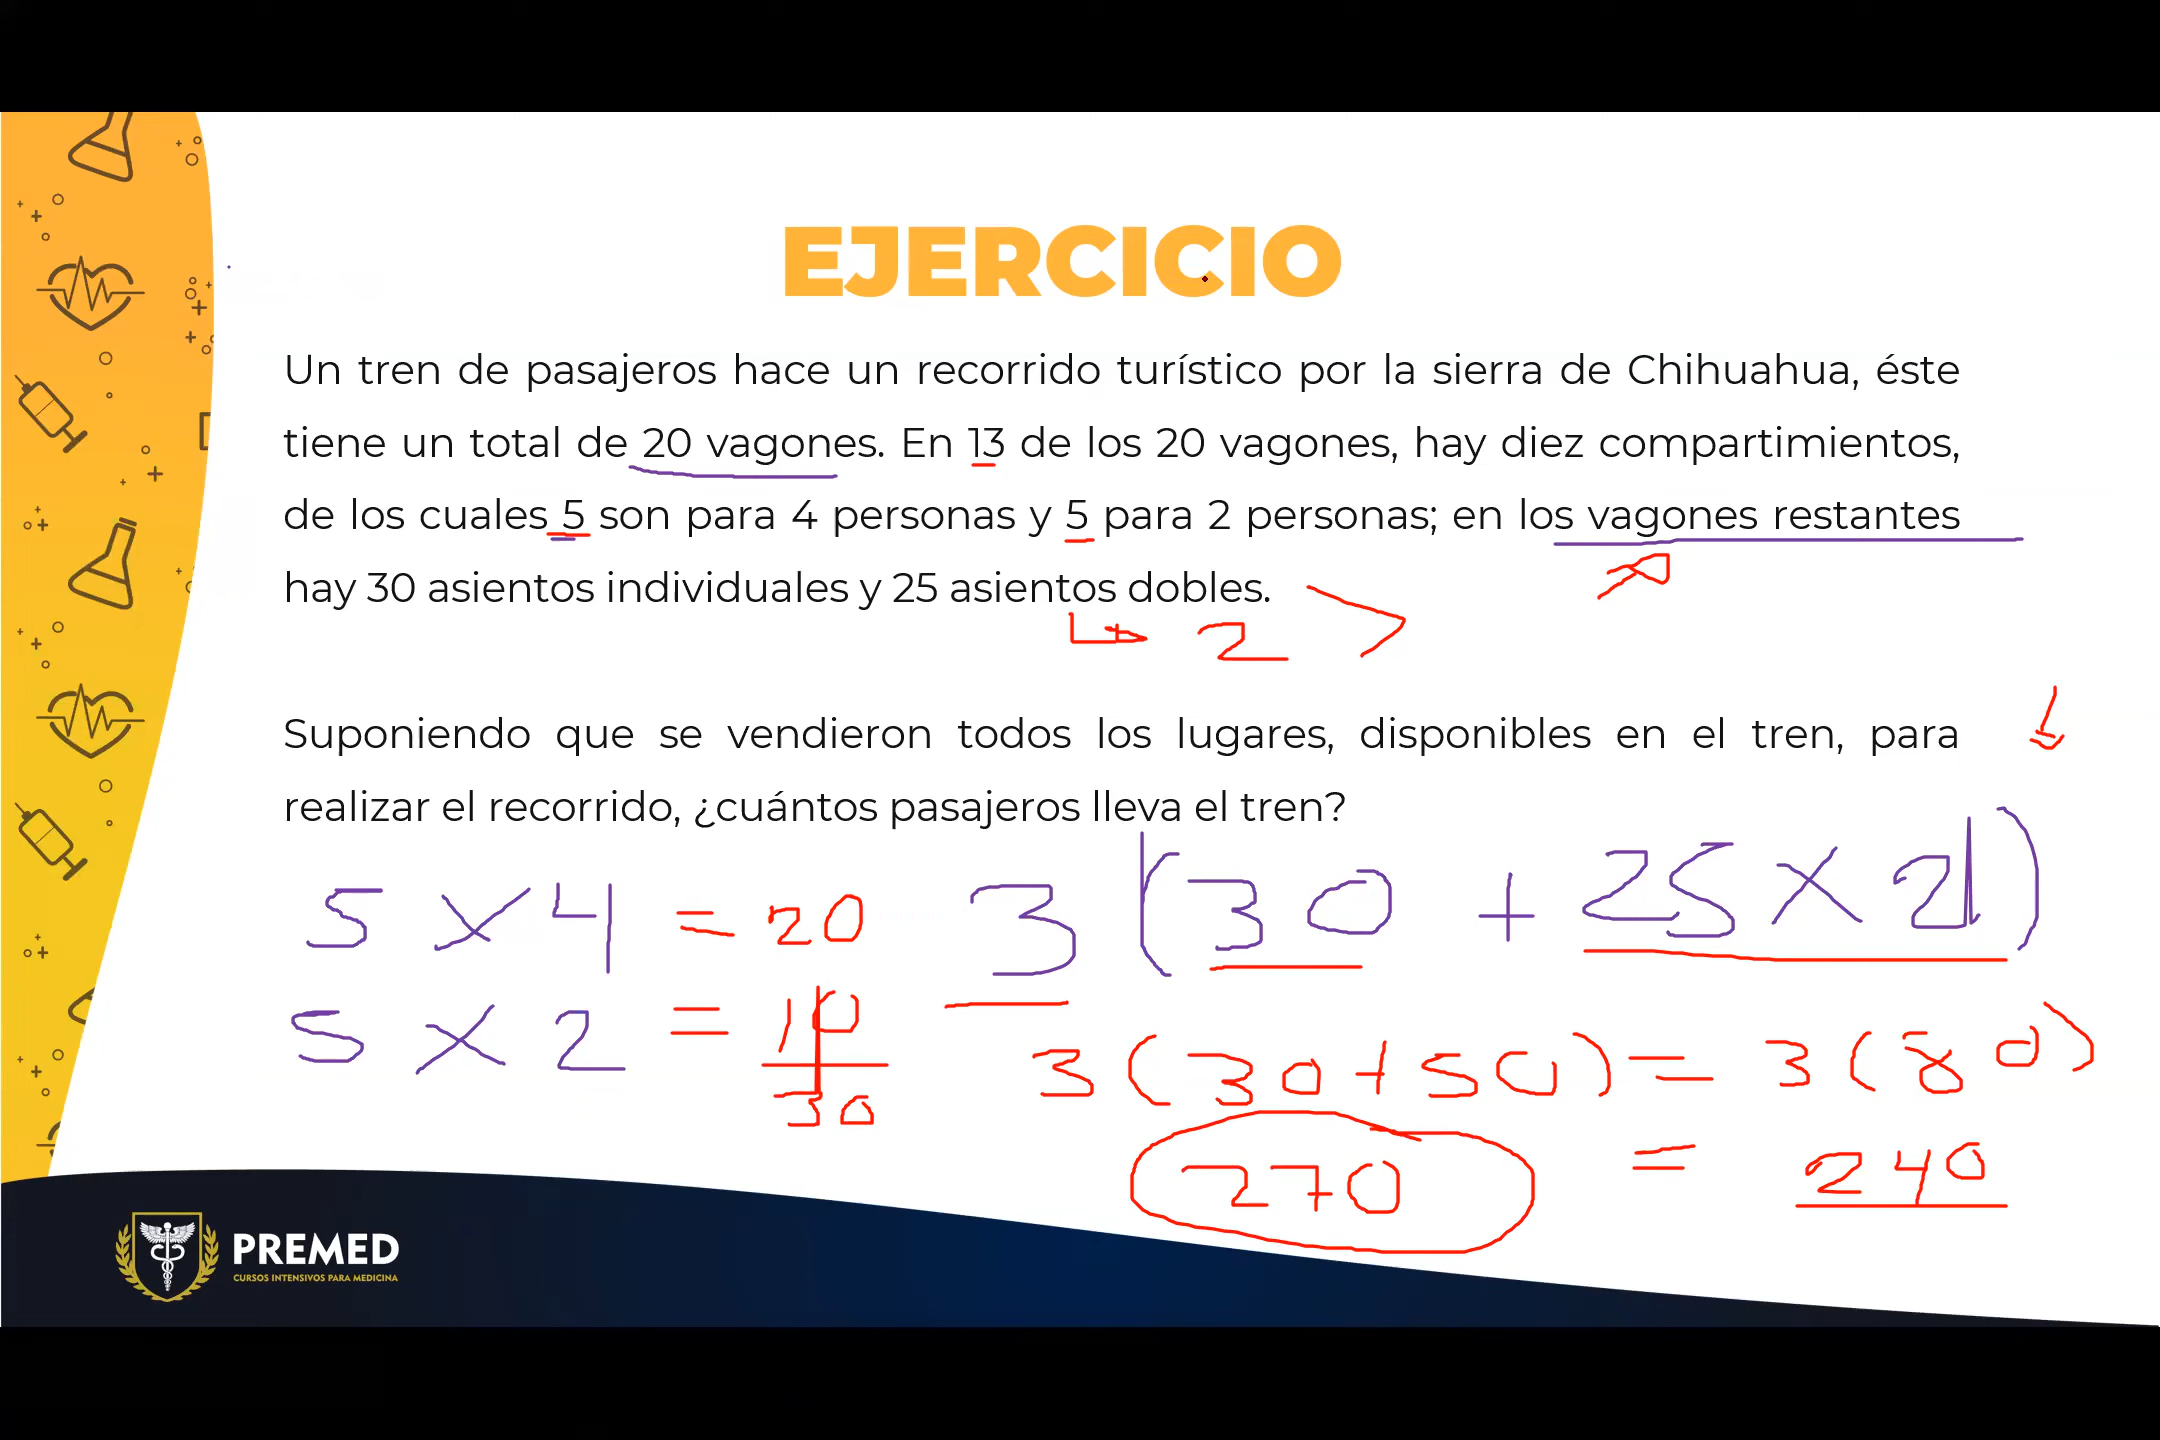 EJERCICIO
Un tren de pasajeros hace un recorrido turístico por la sierra de Chihuahua, éste
tiene un total de 20 vagones. En 13 de los 20 vagones, hay diez compartimientos,
de los cuales 5 son para 4 personas y 5 para 2 personas; en los vagones restantes
hay 30 asientos individuales y 25 asientos dobles.
2
Suponiendo que se vendieron todos los lugares, disponibles en el tren, para
realizar el recorrido, ¿cuántos pasajeros lleva el tren?
5 x 4 = 20
3 (30 + 25 x 2)
5 x 2 = 10
30
3 (30 + 50) = 3 (80)
270
= 240
PREMED
CURSOS INTENSIVOS PARA MEDICINA